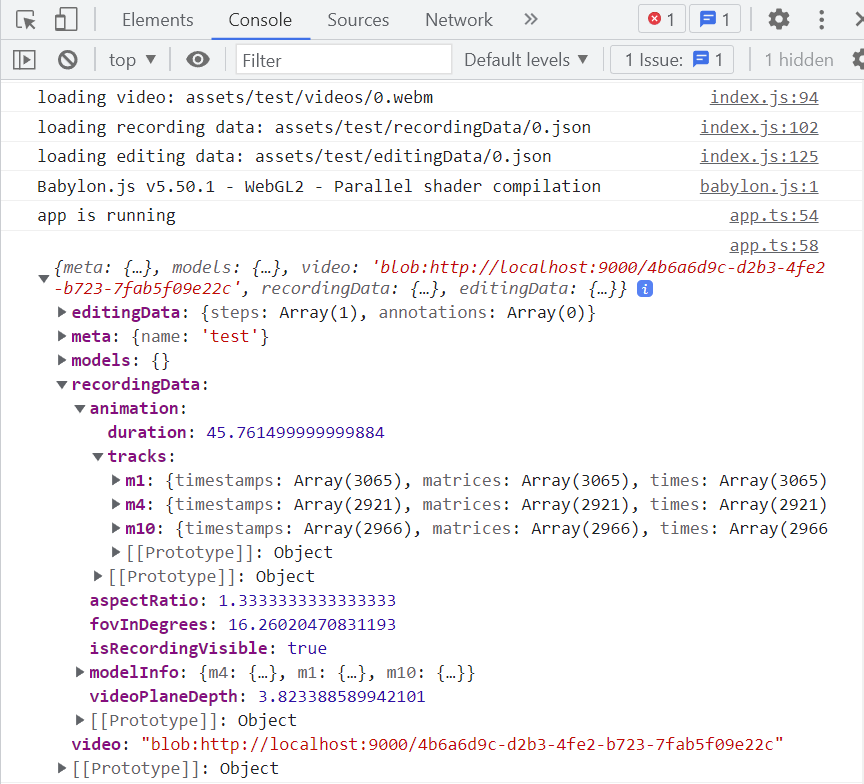 Elements Console Sources Network » 1 1
top ▼ Filter Default levels ▼ 1 Issue: 1 1 hidden
loading video: assets/test/videos/0.webm index.js:94
loading recording data: assets/test/recordingData/0.json index.js:102
loading editing data: assets/test/editingData/0.json index.js:125
Babylon.js v5.50.1 - WebGL2 - Parallel shader compilation babylon.js:1
app is running app.ts:54
app.ts:58
{meta: {…}, models: {…}, video: 'blob:http://localhost:9000/4b6a6d9c-d2b3-4fe2
-b723-7fab5f09e22c', recordingData: {…}, editingData: {…}} i
editingData: {steps: Array(1), annotations: Array(0)}
meta: {name: 'test'}
models: {}
recordingData:
animation:
duration: 45.761499999999884
tracks:
m1: {timestamps: Array(3065), matrices: Array(3065), times: Array(3065)
m4: {timestamps: Array(2921), matrices: Array(2921), times: Array(2921)
m10: {timestamps: Array(2966), matrices: Array(2966), times: Array(2966
[[Prototype]]: Object
[[Prototype]]: Object
aspectRatio: 1.3333333333333333
fovInDegrees: 16.26020470831193
isRecordingVisible: true
modelInfo: {m4: {…}, m1: {…}, m10: {…}}
videoPlaneDepth: 3.823388589942101
[[Prototype]]: Object
video: "blob:http://localhost:9000/4b6a6d9c-d2b3-4fe2-b723-7fab5f09e22c"
[[Prototype]]: Object